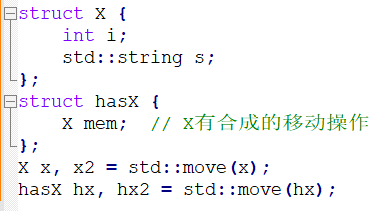 struct X {
    int i;
    std::string s;
};
struct hasX {
    X mem;  // X有合成的移动操作
};
X x, x2 = std::move(x);
hasX hx, hx2 = std::move(hx);